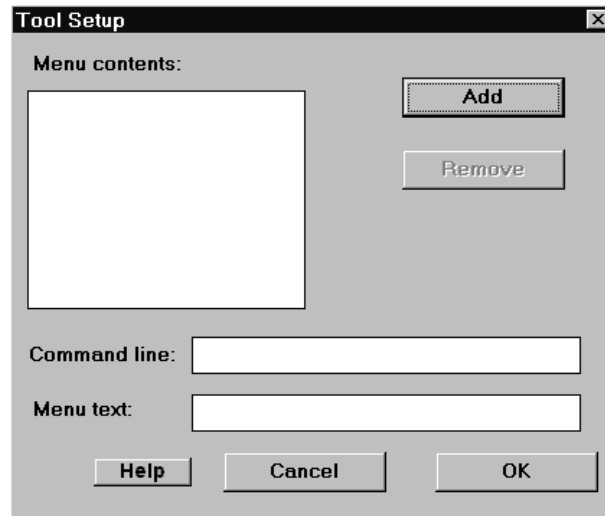 Tool Setup
Menu contents:
Add
Remove
Command line:
Menu text:
Help Cancel OK